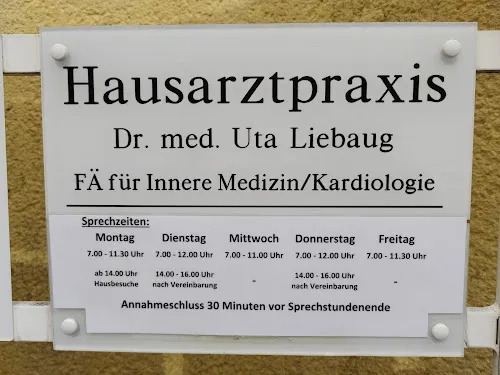 Hausarztpraxis
Dr. med. Uta Liebaug
FÄ für Innere Medizin/Kardiologie
Sprechzeiten:
Montag Dienstag Mittwoch Donnerstag Freitag
7.00 - 11.30 Uhr 7.00 - 12.00 Uhr 7.00 - 11.00 Uhr 7.00 - 12.00 Uhr 7.00 - 11.30 Uhr
ab 14.00 Uhr 14.00 - 16.00 Uhr - 14.00 - 16.00 Uhr -
Hausbesuche nach Vereinbarung nach Vereinbarung
Annahmeschluss 30 Minuten vor Sprechstundenende